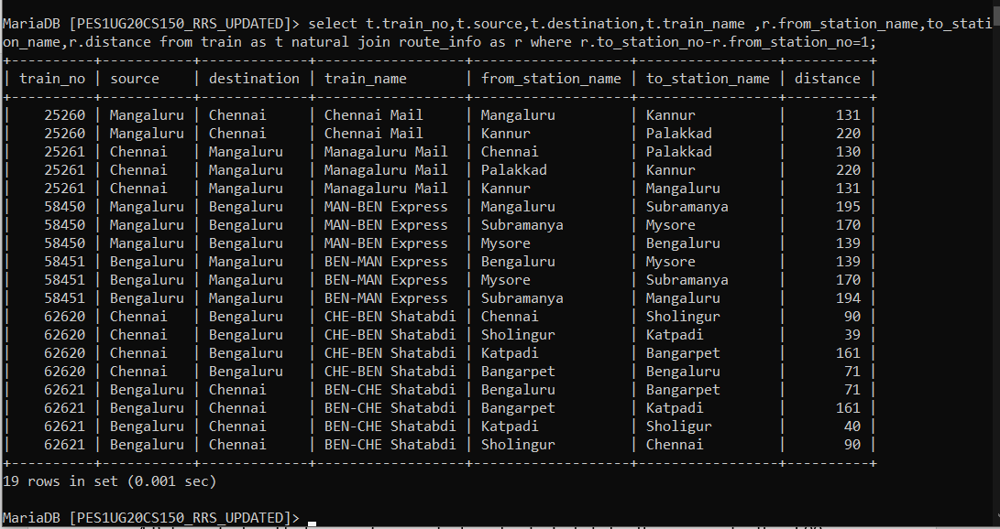 MariaDB [PES1UG20CS150_RRS_UPDATED]> select t.train_no,t.source,t.destination,t.train_name ,r.from_station_name,to_stati
on_name,r.distance from train as t natural join route_info as r where r.to_station_no-r.from_station_no=1;
+----------+-----------+-------------+------------------+-------------------+-----------------+----------+
| train_no | source    | destination | train_name       | from_station_name | to_station_name | distance |
+----------+-----------+-------------+------------------+-------------------+-----------------+----------+
|    25260 | Mangaluru | Chennai     | Chennai Mail     | Mangaluru         | Kannur          |      131 |
|    25260 | Mangaluru | Chennai     | Chennai Mail     | Kannur            | Palakkad        |      220 |
|    25261 | Chennai   | Mangaluru   | Managaluru Mail  | Chennai           | Palakkad        |      130 |
|    25261 | Chennai   | Mangaluru   | Managaluru Mail  | Palakkad          | Kannur          |      220 |
|    25261 | Chennai   | Mangaluru   | Managaluru Mail  | Kannur            | Mangaluru       |      131 |
|    58450 | Mangaluru | Bengaluru   | MAN-BEN Express  | Mangaluru         | Subramanya      |      195 |
|    58450 | Mangaluru | Bengaluru   | MAN-BEN Express  | Subramanya        | Mysore          |      170 |
|    58450 | Mangaluru | Bengaluru   | MAN-BEN Express  | Mysore            | Bengaluru       |      139 |
|    58451 | Bengaluru | Mangaluru   | BEN-MAN Express  | Bengaluru         | Mysore          |      139 |
|    58451 | Bengaluru | Mangaluru   | BEN-MAN Express  | Mysore            | Subramanya      |      170 |
|    58451 | Bengaluru | Mangaluru   | BEN-MAN Express  | Subramanya        | Mangaluru       |      194 |
|    62620 | Chennai   | Bengaluru   | CHE-BEN Shatabdi | Chennai           | Sholingur       |       90 |
|    62620 | Chennai   | Bengaluru   | CHE-BEN Shatabdi | Sholingur         | Katpadi         |       39 |
|    62620 | Chennai   | Bengaluru   | CHE-BEN Shatabdi | Katpadi           | Bangarpet       |      161 |
|    62620 | Chennai   | Bengaluru   | CHE-BEN Shatabdi | Bangarpet         | Bengaluru       |       71 |
|    62621 | Bengaluru | Chennai     | BEN-CHE Shatabdi | Bengaluru         | Bangarpet       |       71 |
|    62621 | Bengaluru | Chennai     | BEN-CHE Shatabdi | Bangarpet         | Katpadi         |      161 |
|    62621 | Bengaluru | Chennai     | BEN-CHE Shatabdi | Katpadi           | Sholigur        |       40 |
|    62621 | Bengaluru | Chennai     | BEN-CHE Shatabdi | Sholingur         | Chennai         |       90 |
+----------+-----------+-------------+------------------+-------------------+-----------------+----------+
19 rows in set (0.001 sec)
MariaDB [PES1UG20CS150_RRS_UPDATED]>